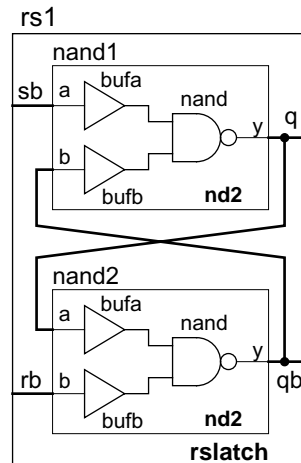 rs1
nand1
sb a bufa nand y q
b bufb nd2
nand2
a bufa nand y
rb b bufb nd2 qb
rslatch